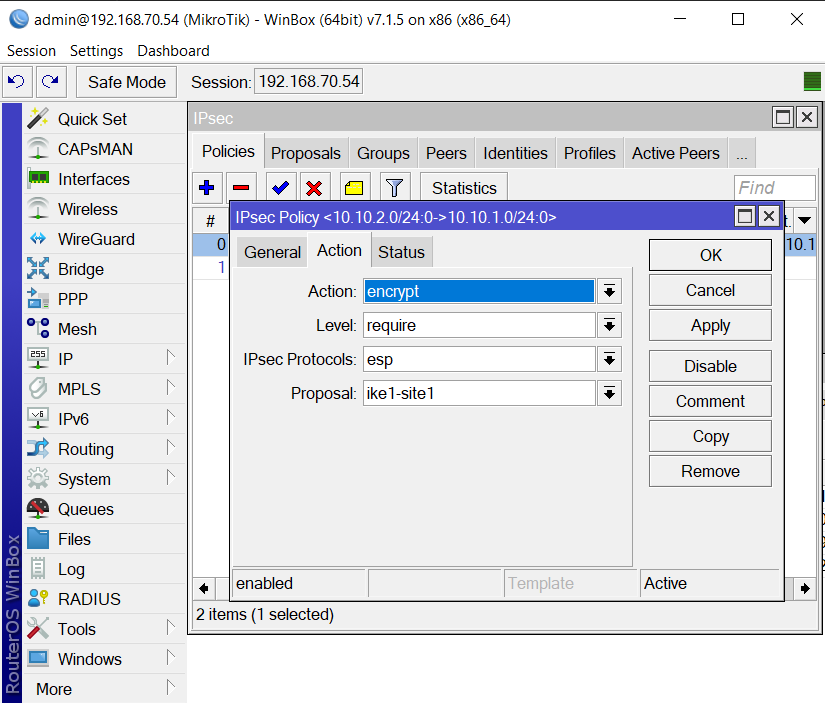 admin@192.168.70.54 (MikroTik) - WinBox (64bit) v7.1.5 on x86 (x86_64)
Session Settings Dashboard
Safe Mode Session: 192.168.70.54
Quick Set
CAPsMAN
Interfaces
Wireless
WireGuard
Bridge
PPP
Mesh
255 IP
MPLS
v6 IPv6
Routing
System
Queues
Files
Log
RADIUS
Tools
Windows
More
RouterOS WinBox
IPsec
Policies Proposals Groups Peers Identities Profiles Active Peers ...
Statistics Find
#
0 10.1
1
IPsec Policy <10.10.2.0/24:0->10.10.1.0/24:0>
General Action Status
Action: encrypt
Level: require
IPsec Protocols: esp
Proposal: ike1-site1
OK
Cancel
Apply
Disable
Comment
Copy
Remove
enabled Template Active
2 items (1 selected)